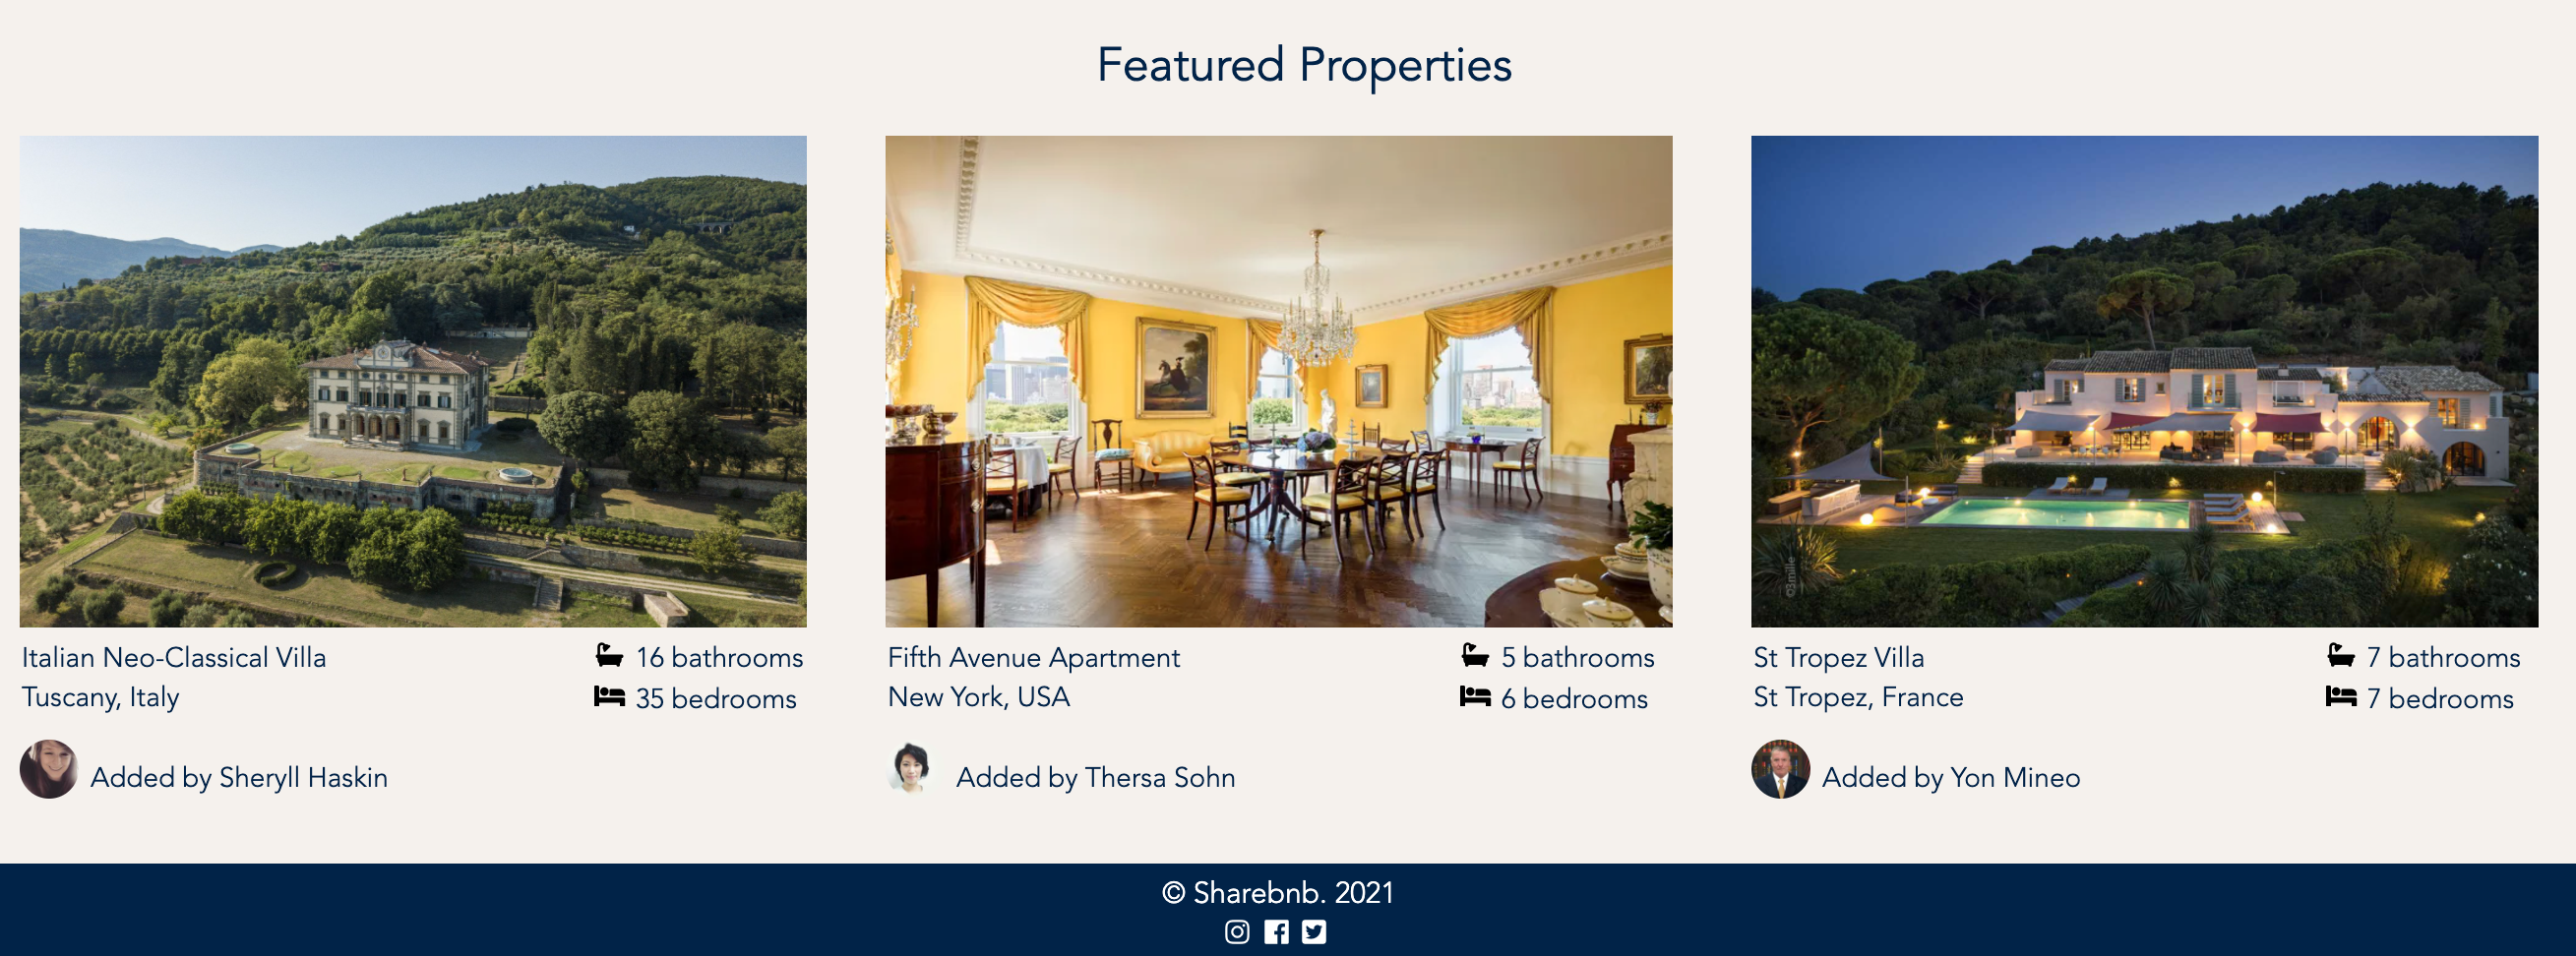 Featured Properties
Italian Neo-Classical Villa
Tuscany, Italy
16 bathrooms
35 bedrooms
Added by Sheryll Haskin
Fifth Avenue Apartment
New York, USA
5 bathrooms
6 bedrooms
Added by Thersa Sohn
St Tropez Villa
St Tropez, France
7 bathrooms
7 bedrooms
Added by Yon Mineo
© Sharebnb. 2021